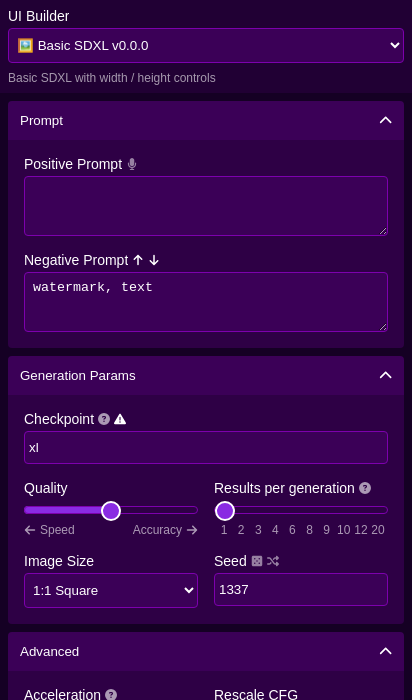 UI Builder
🖼️ Basic SDXL v0.0.0
Basic SDXL with width / height controls
Prompt
Positive Prompt
Negative Prompt
watermark, text
Generation Params
Checkpoint
xl
Quality Results per generation
Speed Accuracy 1 2 3 4 6 8 9 10 12 20
Image Size Seed
1:1 Square 1337
Advanced
Acceleration Rescale CFG